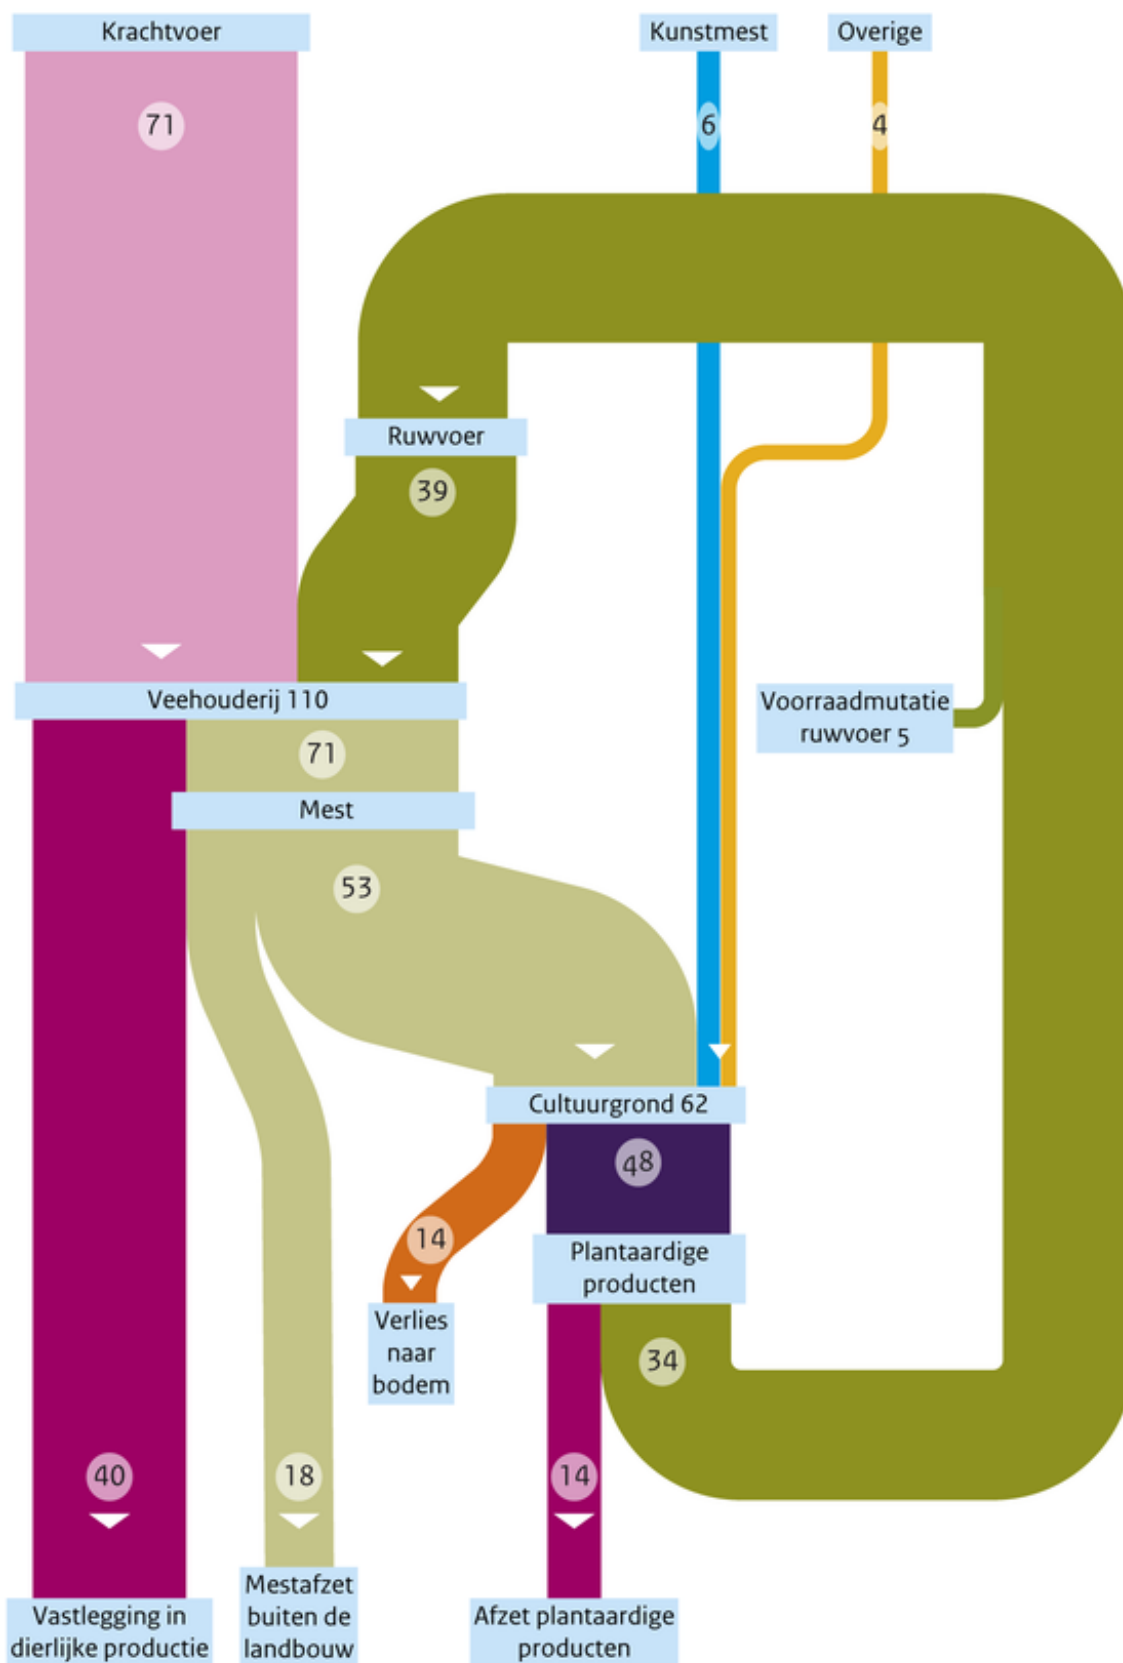 Krachtvoer
Kunstmest
Overige
71
6
4
Ruwvoer
39
Veehouderij 110
Voorraadmutatie
ruwvoer 5
71
Mest
53
Cultuurgrond 62
48
14
Plantaardige
producten
Verlies
naar
bodem
34
40
18
14
Vastlegging in
dierlijke productie
Mestafzet
buiten de
landbouw
Afzet plantaardige
producten